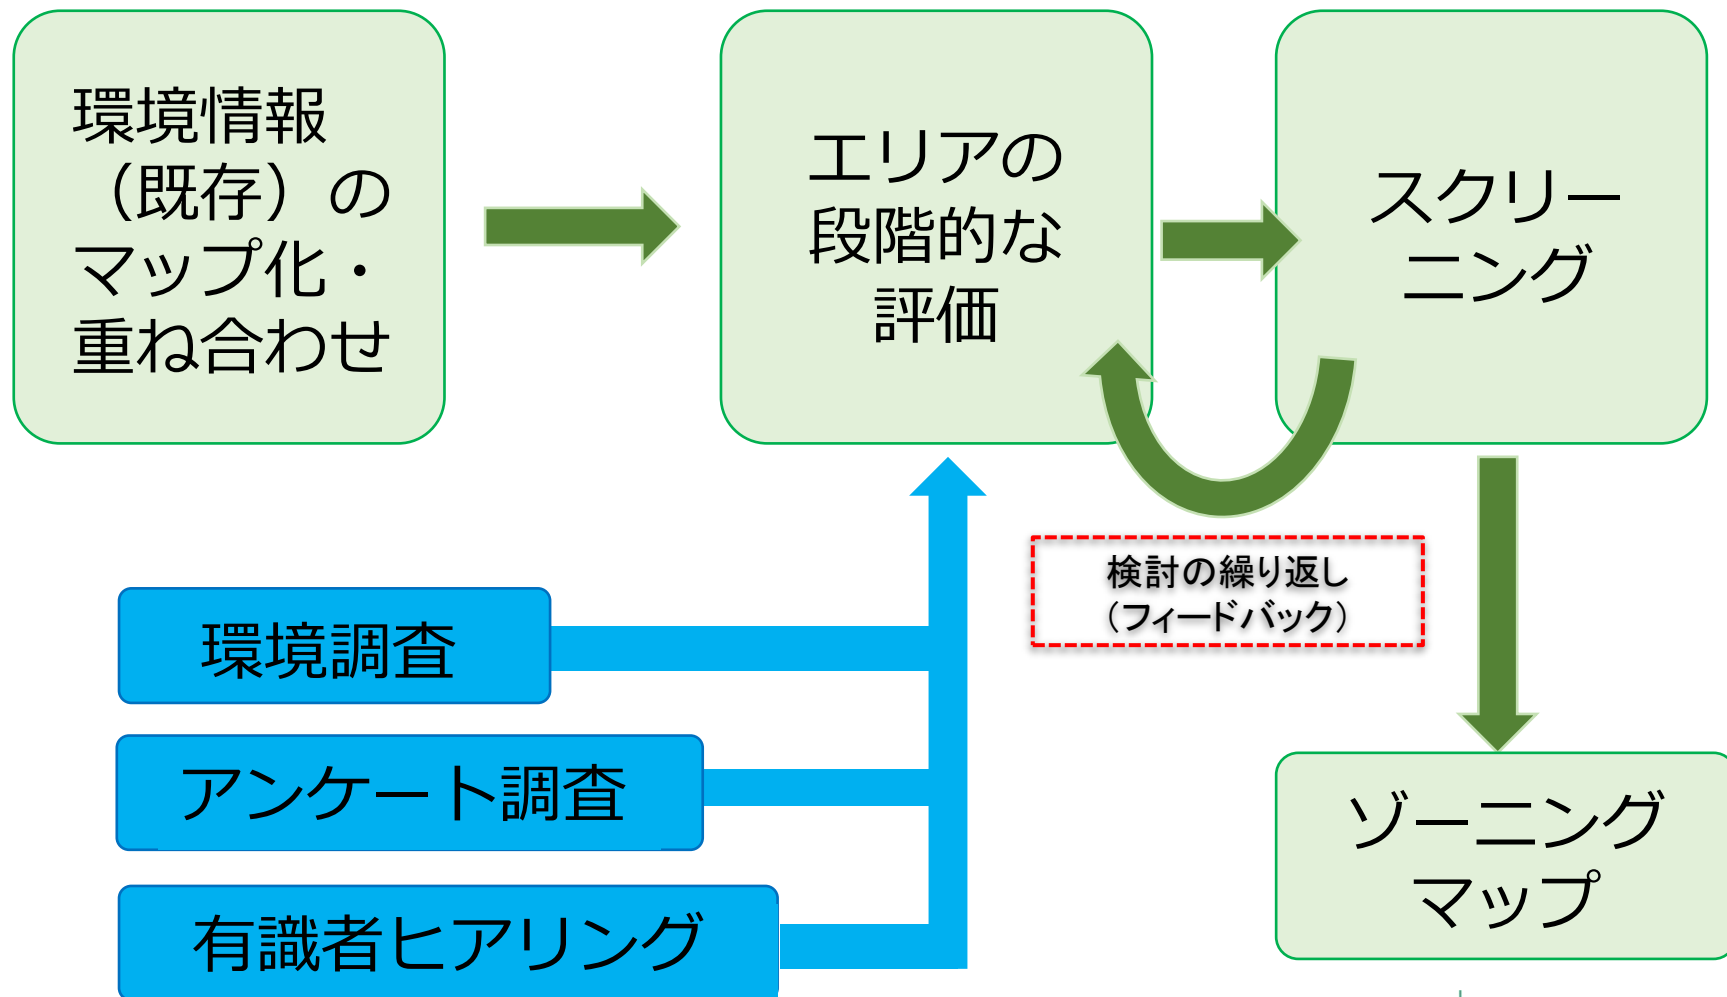 環境情報
（既存）の
マップ化・
重ね合わせ
エリアの
段階的な
評価
スクリー
ニング
検討の繰り返し
（フィードバック）
環境調査
アンケート調査
有識者ヒアリング
ゾーニング
マップ